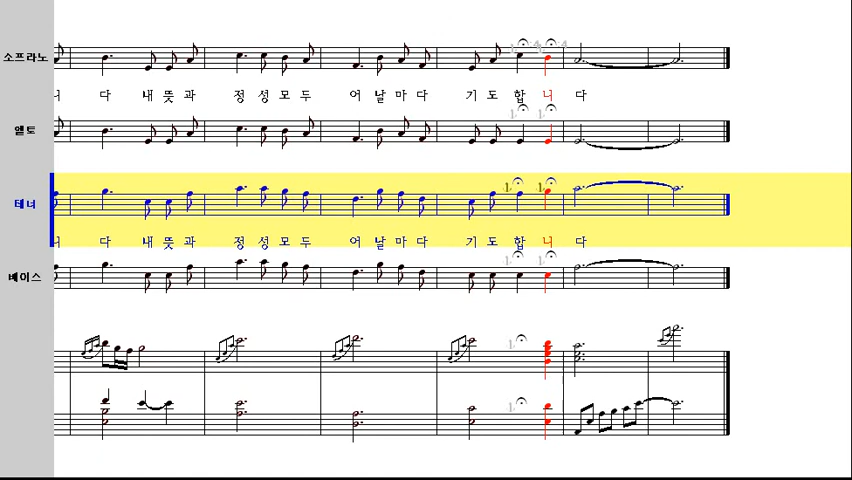 소프라노
니 다 내 뜻 과 정 성 모 두 어 날 마 다 기 도 합 니 다
앨토
테너
니 다 내 뜻 과 정 성 모 두 어 날 마 다 기 도 합 니 다
베이스